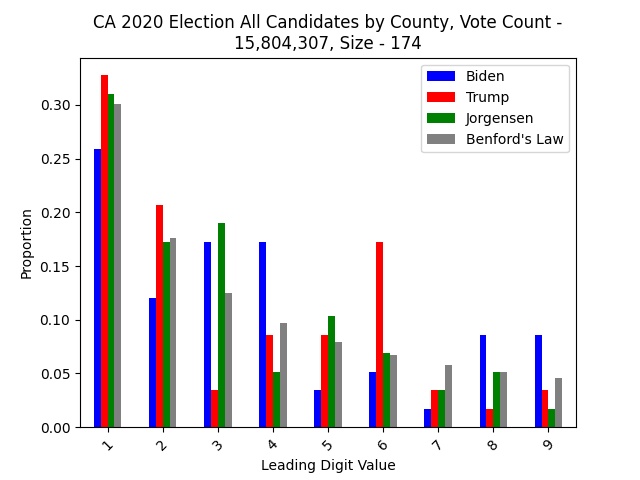 CA 2020 Election All Candidates by County, Vote Count -
15,804,307, Size - 174
Biden
Trump
Jorgensen
Benford's Law
Proportion
0.30
0.25
0.20
0.15
0.10
0.05
0.00
1 2 3 4 5 6 7 8 9
Leading Digit Value